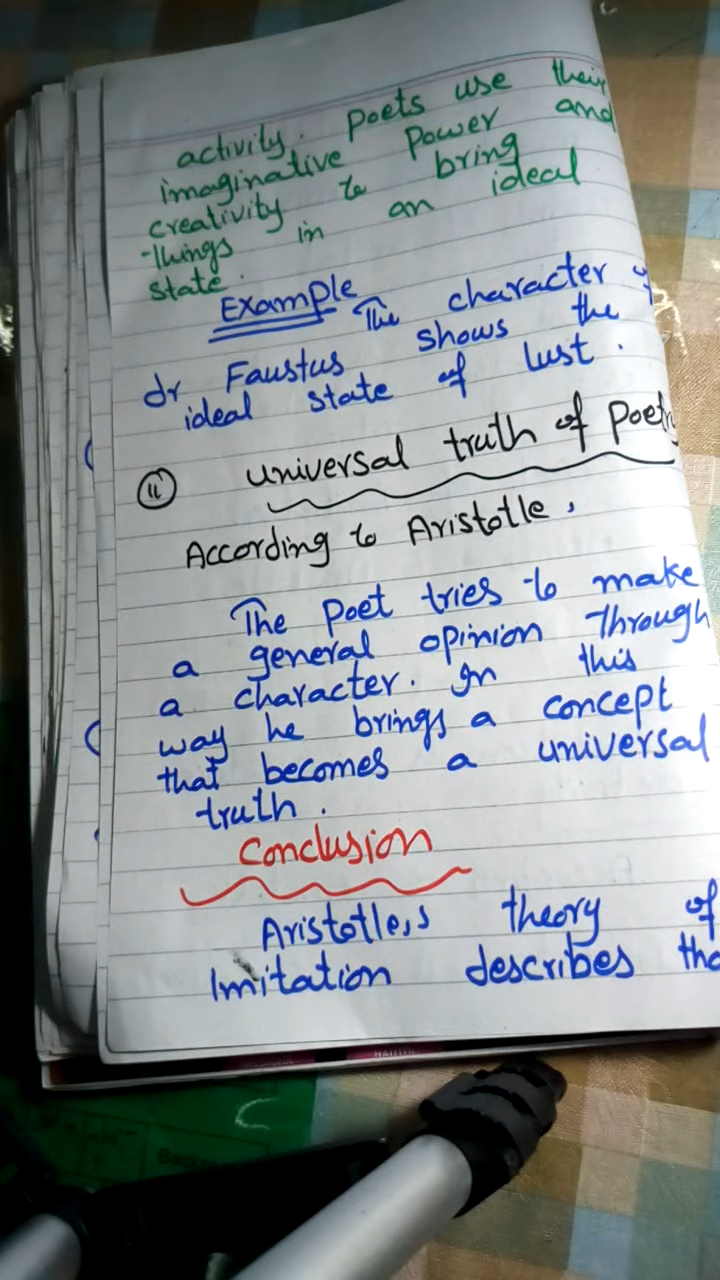 activity. Poets use their
imaginative Power and
creativity to bring
things in an ideal
state.
Example
The character of
dr Faustus shows the
ideal state of lust.
11 universal truth of Poetry
According to Aristotle,
The Poet tries to make
a general opinion through
a character. In this
way he brings a concept
that becomes a universal
truth.
Conclusion
Aristotle,s theory of
Imitation describes